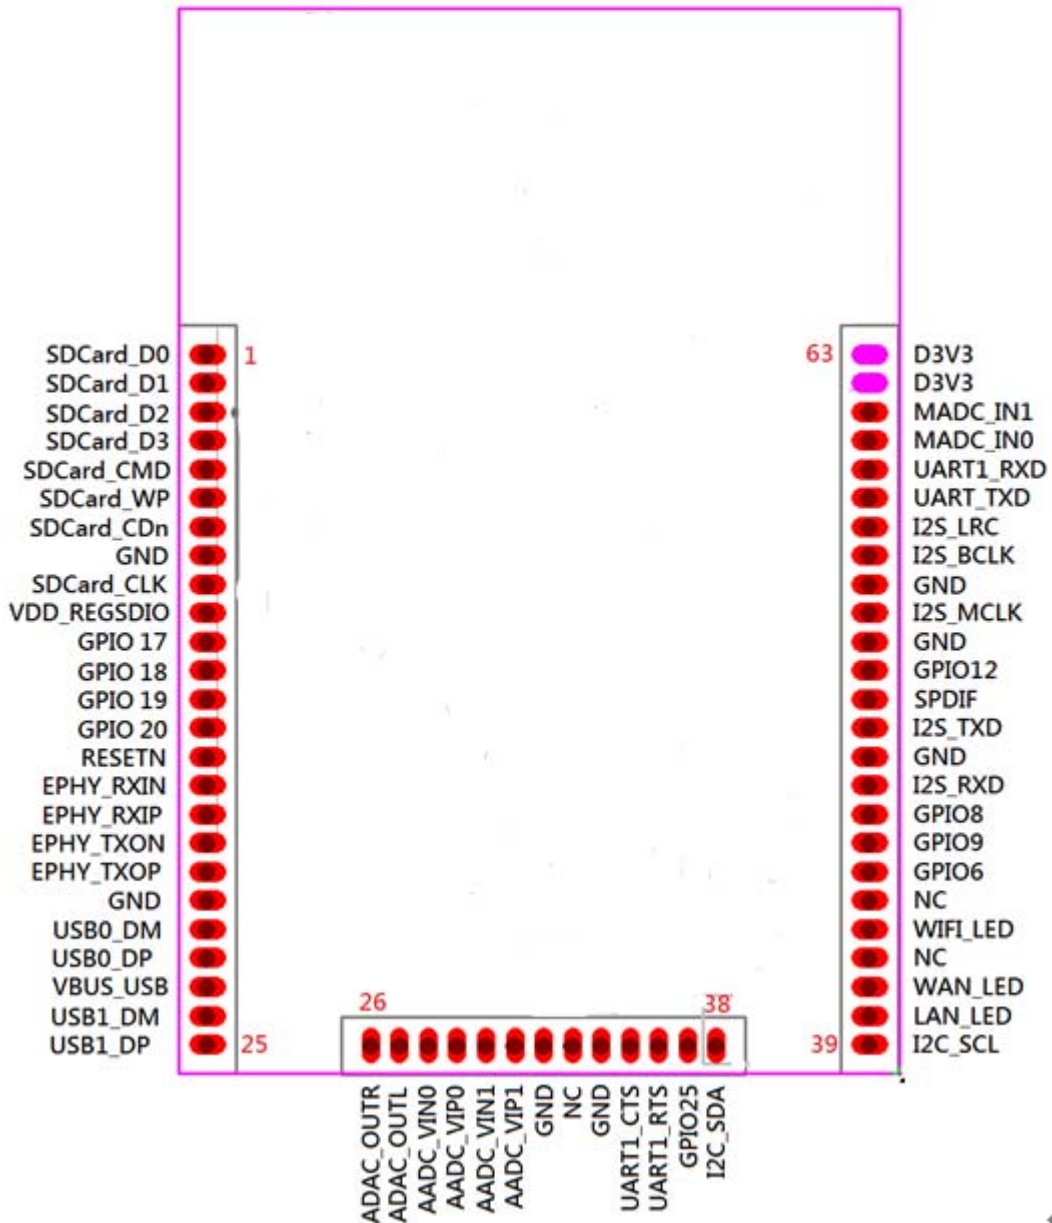 SDCard_D0 1 63 D3V3
SDCard_D1 D3V3
SDCard_D2 MADC_IN1
SDCard_D3 MADC_IN0
SDCard_CMD UART1_RXD
SDCard_WP UART_TXD
SDCard_CDn I2S_LRC
GND I2S_BCLK
SDCard_CLK GND
VDD_REGSDIO I2S_MCLK
GPIO 17 GND
GPIO 18 GPIO12
GPIO 19 SPDIF
GPIO 20 I2S_TXD
RESETN GND
EPHY_RXIN I2S_RXD
EPHY_RXIP GPIO8
EPHY_TXON GPIO9
EPHY_TXOP GPIO6
GND NC
USB0_DM WIFI_LED
USB0_DP NC
VBUS_USB WAN_LED
USB1_DM 26 38 LAN_LED
USB1_DP 25 39 I2C_SCL
ADAC_OUTR
ADAC_OUTL
AADC_VIN0
AADC_VIP0
AADC_VIN1
AADC_VIP1
GND
NC
GND
UART1_CTS
UART1_RTS
GPIO25
I2C_SDA